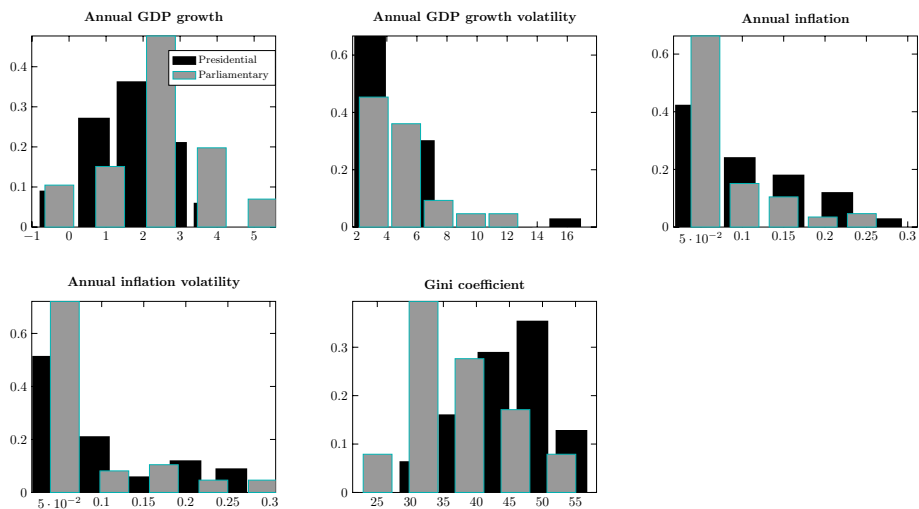 Annual GDP growth
0.4
0.3
0.2
0.1
0
−1 0 1 2 3 4 5
Presidential
Parliamentary
Annual GDP growth volatility
0.6
0.4
0.2
0
2 4 6 8 10 12 14 16
Annual inflation
0.6
0.4
0.2
0
5 · 10⁻² 0.1 0.15 0.2 0.25 0.3
Annual inflation volatility
0.6
0.4
0.2
0
5 · 10⁻² 0.1 0.15 0.2 0.25 0.3
Gini coefficient
0.3
0.2
0.1
0
25 30 35 40 45 50 55